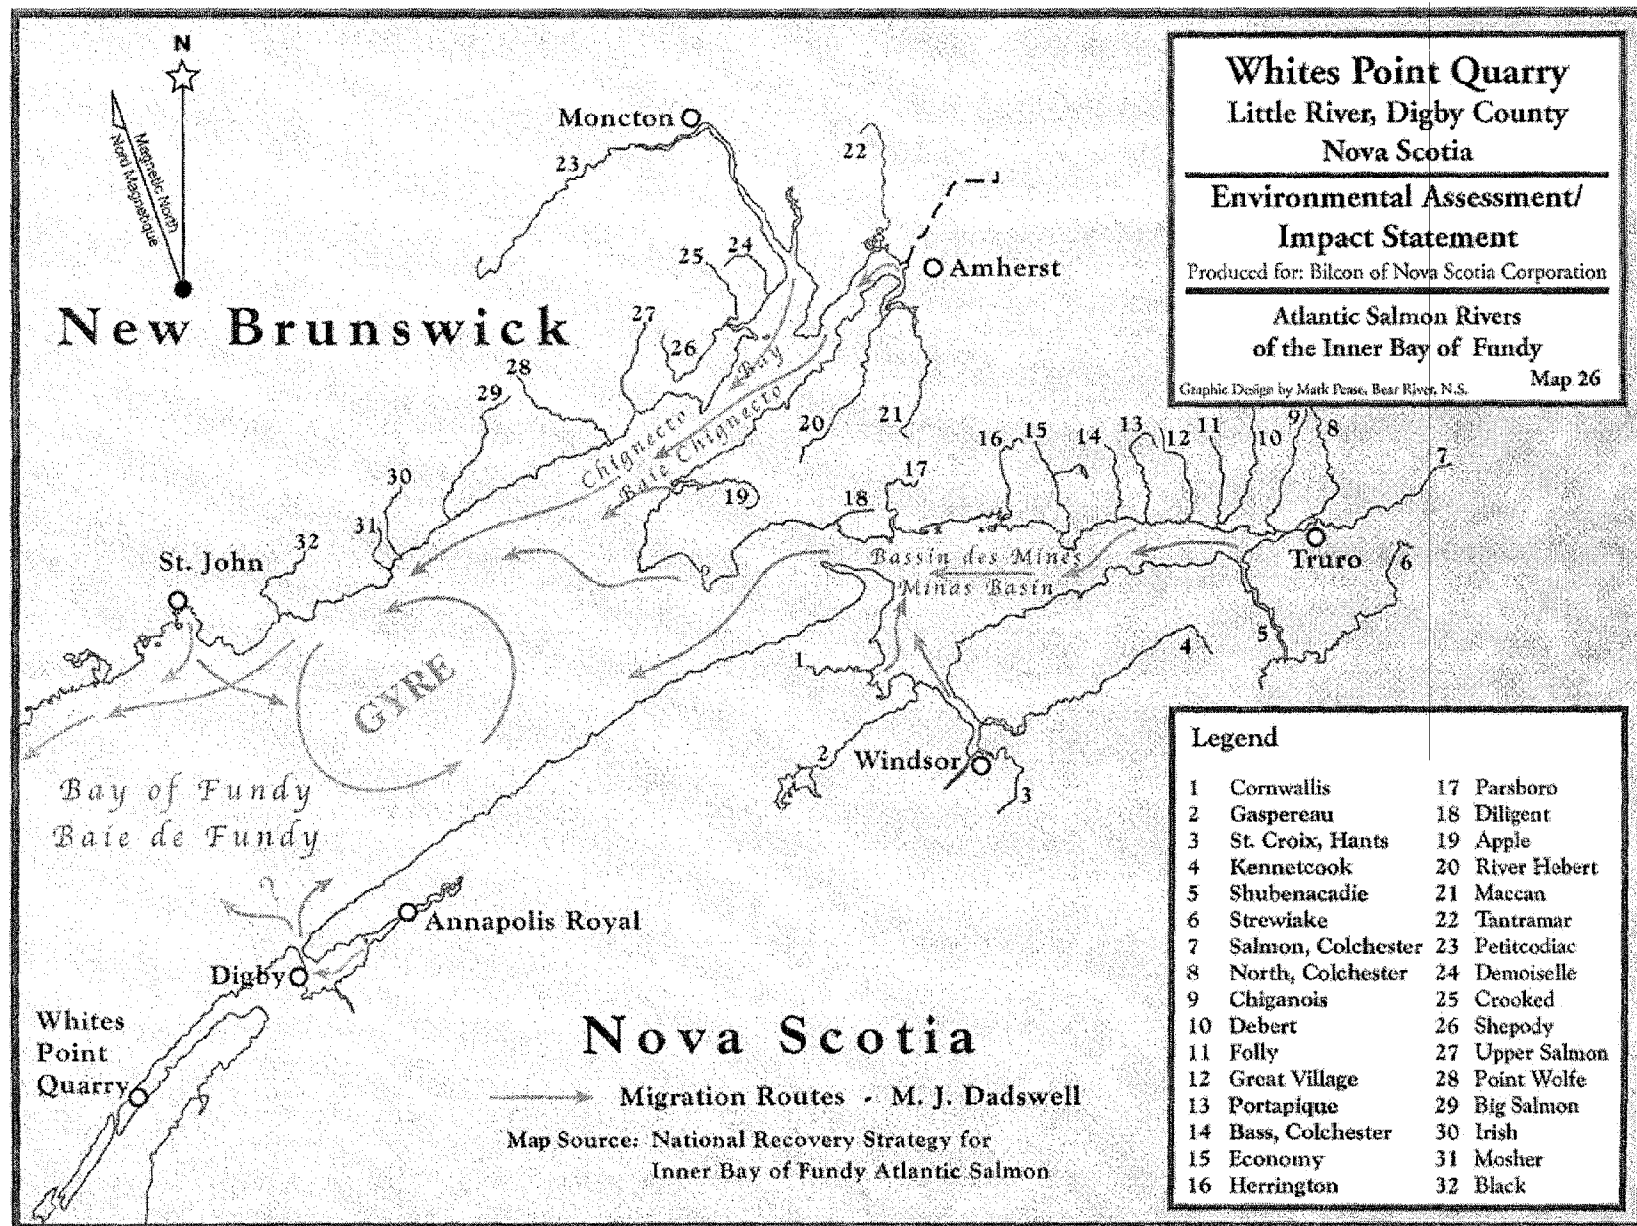 N
Magnetic North
Nord Magnetique
Whites Point Quarry
Little River, Digby County
Nova Scotia
Environmental Assessment/
Impact Statement
Produced for: Bilcon of Nova Scotia Corporation
Atlantic Salmon Rivers
of the Inner Bay of Fundy
Map 26
Graphic Design by Mark Pease, Bear River, N.S.
Moncton
23
22
25
24
Amherst
New Brunswick
27
26
28
29
Chignecto Bay
Baie Chignecto
20
21
30
31
32
19
18
17
16
15
14
13
12
11
10
9
8
7
St. John
Bassin des Mines
Minas Basin
Truro
6
5
4
1
GYRE
2
Windsor
3
Bay of Fundy
Baie de Fundy
?
Annapolis Royal
Digby
Whites
Point
Quarry
Nova Scotia
Migration Routes - M. J. Dadswell
Map Source: National Recovery Strategy for
Inner Bay of Fundy Atlantic Salmon
Legend
1 Cornwallis
2 Gaspereau
3 St. Croix, Hants
4 Kennetcook
5 Shubenacadie
6 Strewiake
7 Salmon, Colchester
8 North, Colchester
9 Chiganois
10 Debert
11 Folly
12 Great Village
13 Portapique
14 Bass, Colchester
15 Economy
16 Herrington
17 Parsboro
18 Diligent
19 Apple
20 River Hebert
21 Maccan
22 Tantramar
23 Petitcodiac
24 Demoiselle
25 Crooked
26 Shepody
27 Upper Salmon
28 Point Wolfe
29 Big Salmon
30 Irish
31 Mosher
32 Black